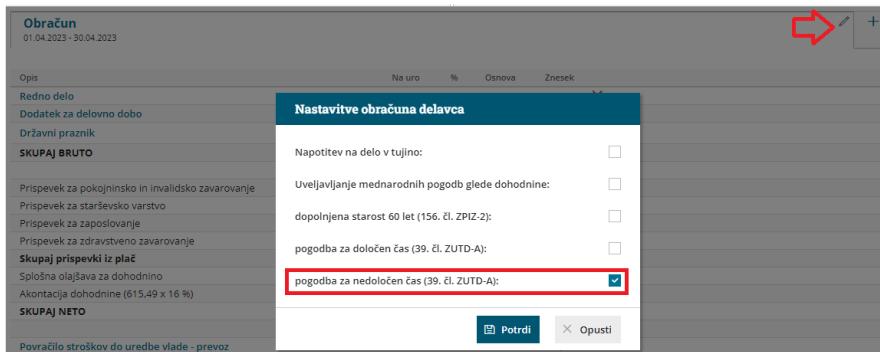 Obračun
01.04.2023 - 30.04.2023
Opis Na uro % Osnova Znesek
Redno delo
Dodatek za delovno dobo
Državni praznik
SKUPAJ BRUTO
Prispevek za pokojninsko in invalidsko zavarovanje
Prispevek za starševsko varstvo
Prispevek za zaposlovanje
Prispevek za zdravstveno zavarovanje
Skupaj prispevki iz plač
Splošna olajšava za dohodnino
Akontacija dohodnine (615,49 x 16 %)
SKUPAJ NETO
Povračilo stroškov do uredbe vlade - prevoz
Nastavitve obračuna delavca
Napotitev na delo v tujino:
Uveljavljanje mednarodnih pogodb glede dohodnine:
dopolnjena starost 60 let (156. čl. ZPIZ-2):
pogodba za določen čas (39. čl. ZUTD-A):
pogodba za nedoločen čas (39. čl. ZUTD-A):
Potrdi
Opusti